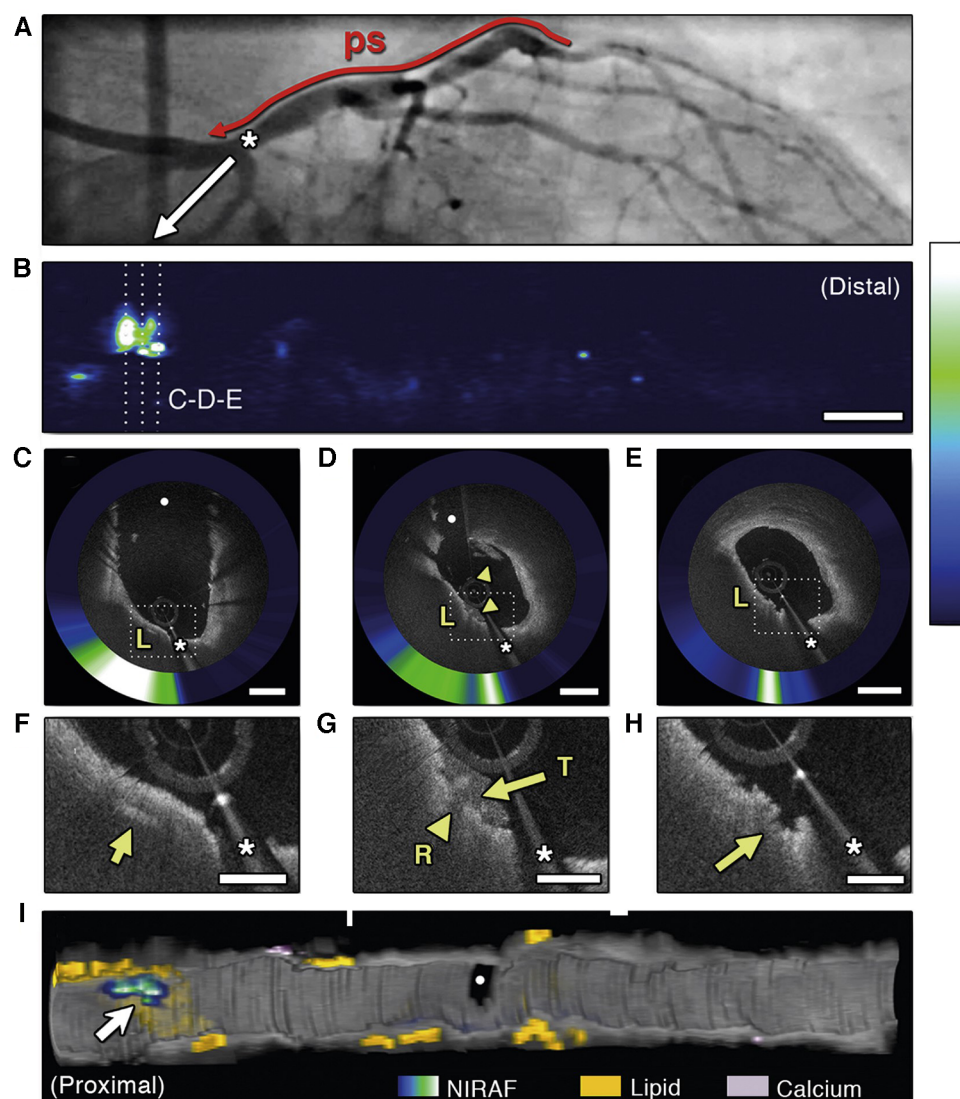 A
ps
*
B
(Distal)
C-D-E
C
D
E
L
*
L
*
L
*
F
G
H
T
R
*
*
*
I
(Proximal)
NIRAF
Lipid
Calcium